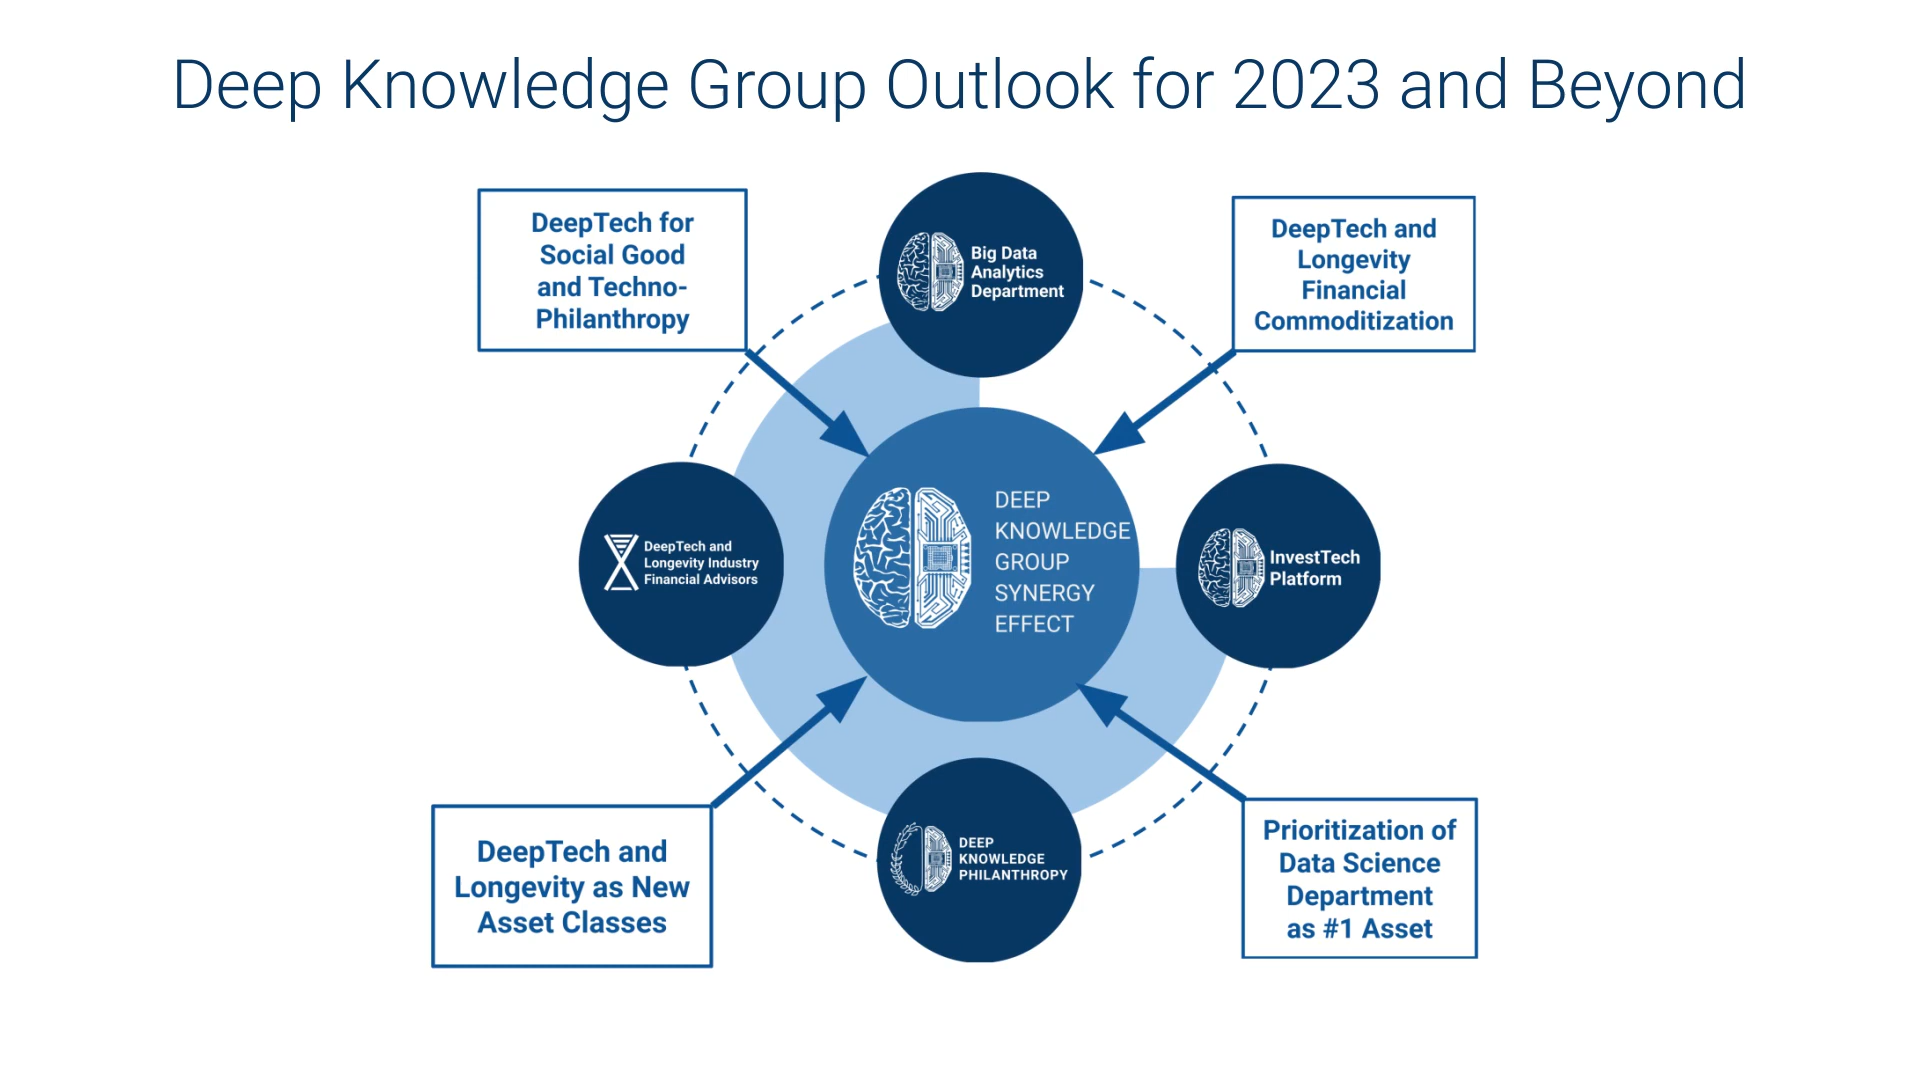 Deep Knowledge Group Outlook for 2023 and Beyond
DeepTech for
Social Good
and Techno-
Philanthropy
Big Data
Analytics
Department
DeepTech and
Longevity
Financial
Commoditization
DeepTech and
Longevity Industry
Financial Advisors
DEEP
KNOWLEDGE
GROUP
SYNERGY
EFFECT
InvestTech
Platform
DeepTech and
Longevity as New
Asset Classes
DEEP
KNOWLEDGE
PHILANTHROPY
Prioritization of
Data Science
Department
as #1 Asset